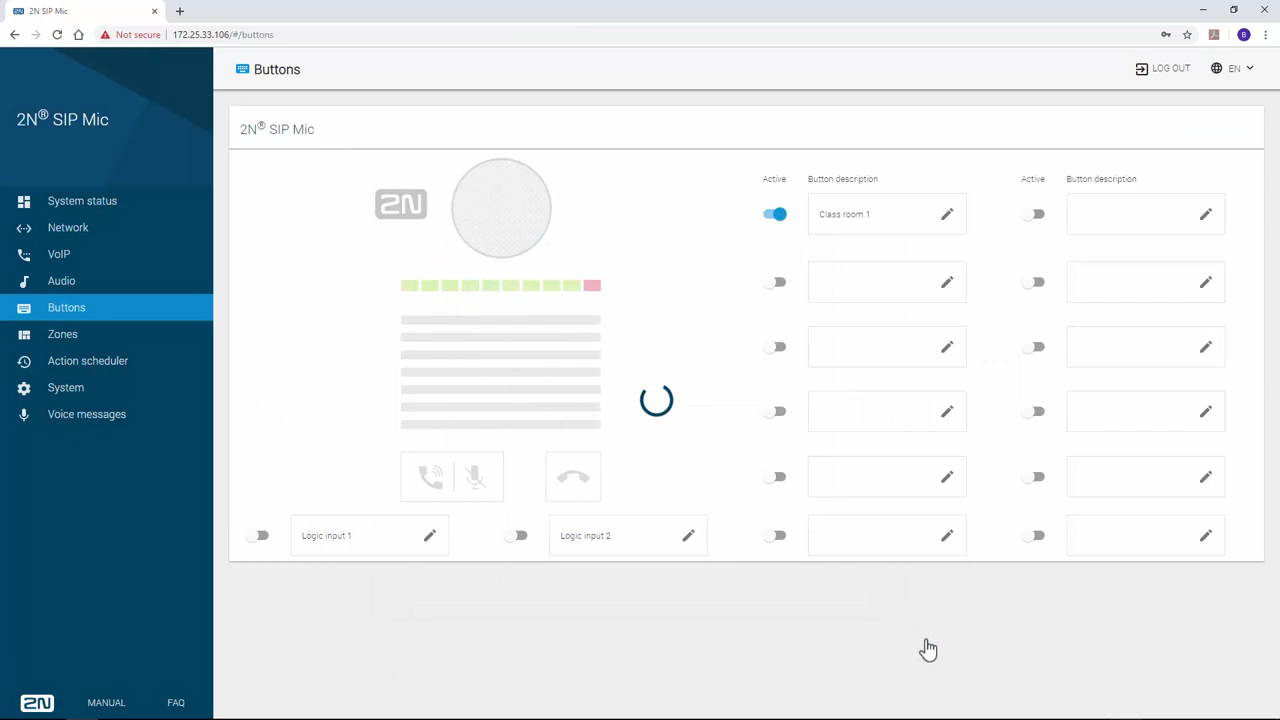 2N SIP Mic
Not secure
172.25.33.106/#/buttons
B
2N® SIP Mic
System status
Network
VoIP
Audio
Buttons
Zones
Action scheduler
System
Voice messages
2N
MANUAL
FAQ
Buttons
LOG OUT
EN
2N® SIP Mic
2N
Active
Button description
Active
Button description
Class room 1
Logic input 1
Logic input 2